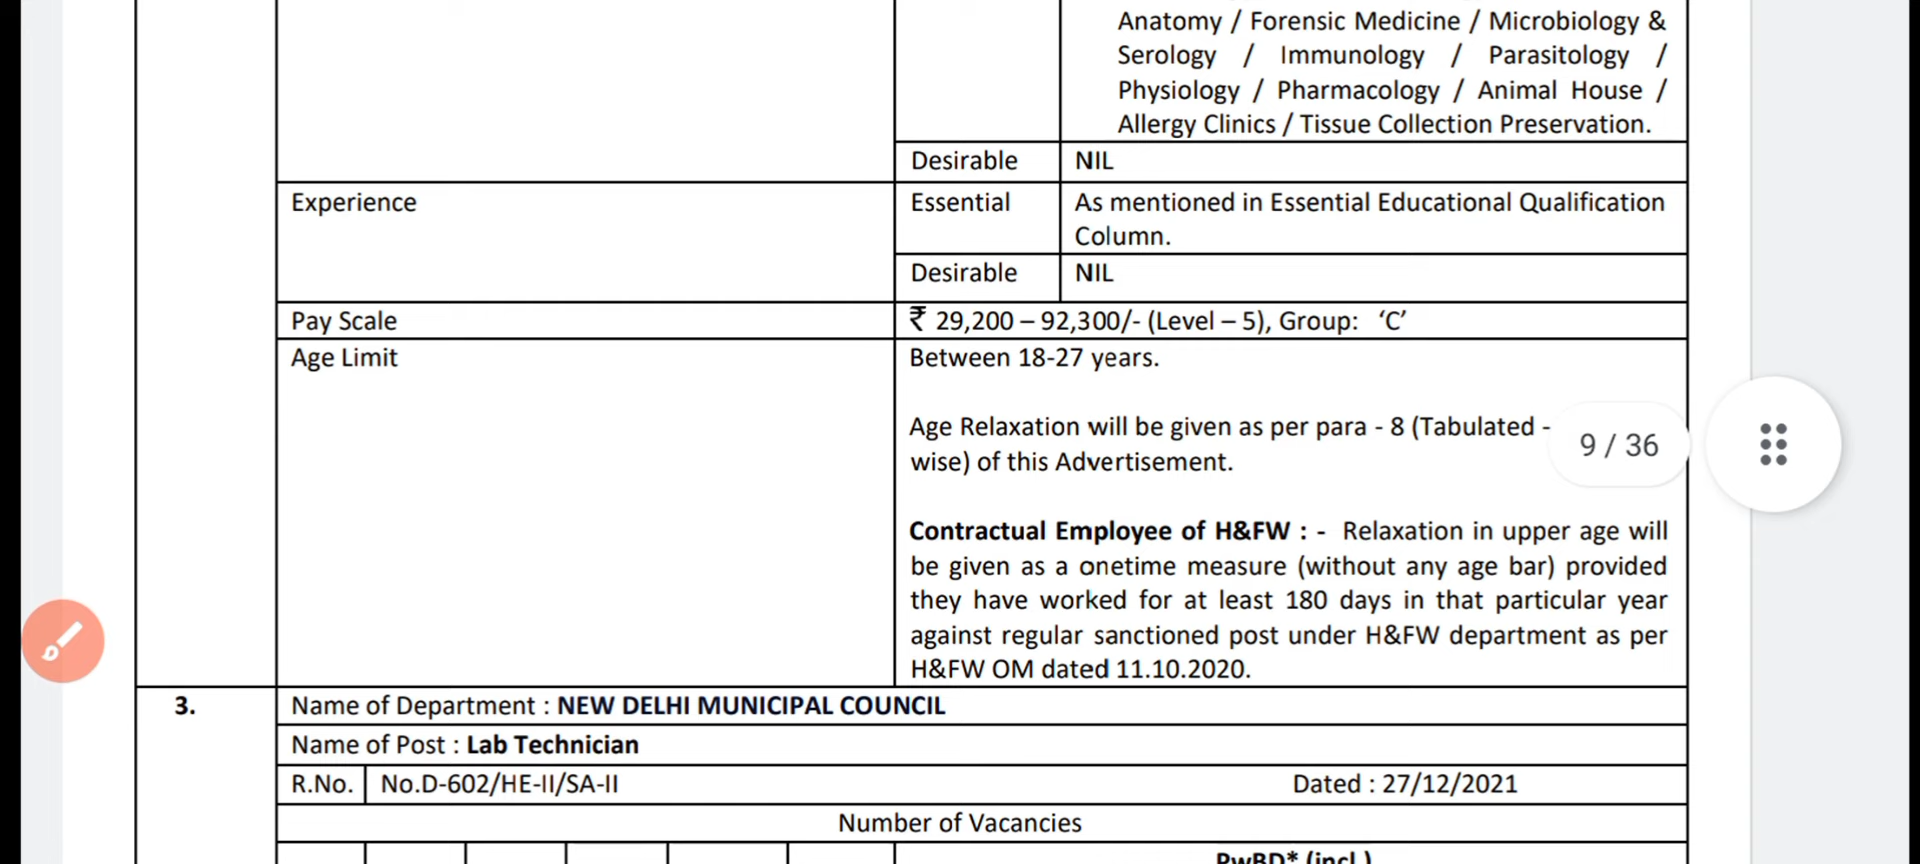 Anatomy / Forensic Medicine / Microbiology &
Serology / Immunology / Parasitology /
Physiology / Pharmacology / Animal House /
Allergy Clinics / Tissue Collection Preservation.
Desirable NIL
Experience Essential As mentioned in Essential Educational Qualification
Column.
Desirable NIL
Pay Scale ₹ 29,200 – 92,300/- (Level – 5), Group: ‘C’
Age Limit Between 18-27 years.
Age Relaxation will be given as per para - 8 (Tabulated -
wise) of this Advertisement.
9 / 36
Contractual Employee of H&FW : - Relaxation in upper age will
be given as a onetime measure (without any age bar) provided
they have worked for at least 180 days in that particular year
against regular sanctioned post under H&FW department as per
H&FW OM dated 11.10.2020.
3. Name of Department : NEW DELHI MUNICIPAL COUNCIL
Name of Post : Lab Technician
R.No. No.D-602/HE-II/SA-II Dated : 27/12/2021
Number of Vacancies
PwBD* (incl.)